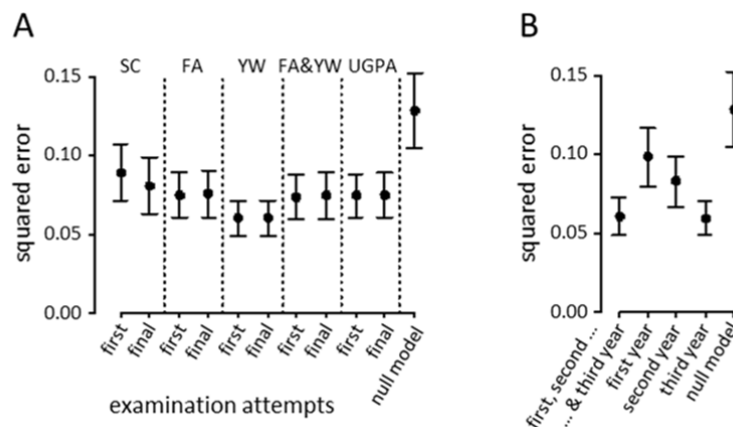 A
SC FA YW FA&YW UGPA
0.15
0.10
0.05
0.00
squared error
first
final
first
final
first
final
first
final
first
final
null model
examination attempts
B
0.15
0.10
0.05
0.00
squared error
first, second ...
... & third year
first year
second year
third year
null model